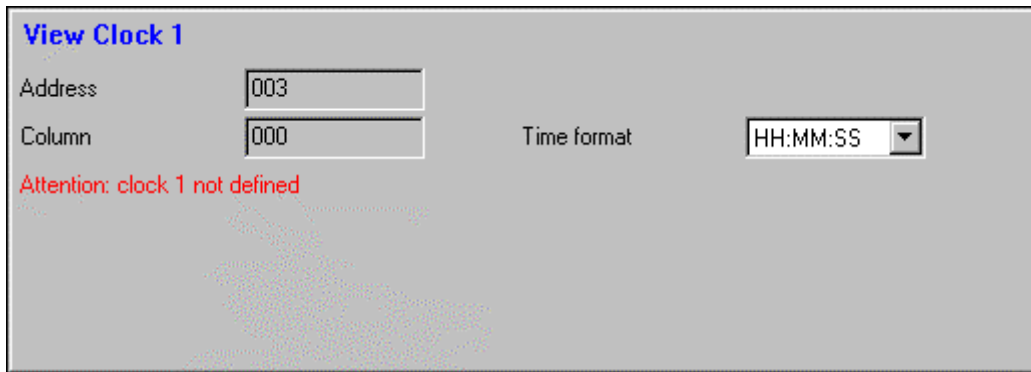 View Clock 1
Address 003
Column 000 Time format HH:MM:SS
Attention: clock 1 not defined